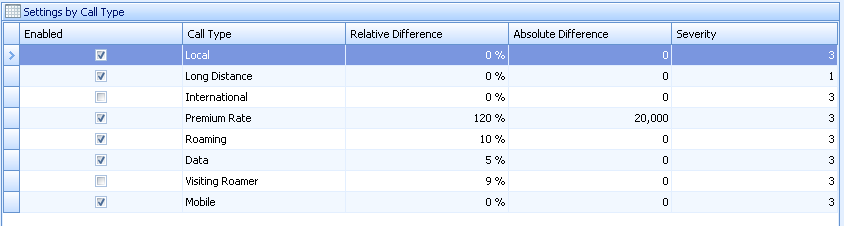 Settings by Call Type
Enabled Call Type Relative Difference Absolute Difference Severity
Local 0 % 0 3
Long Distance 0 % 0 1
International 0 % 0 3
Premium Rate 120 % 20,000 3
Roaming 10 % 0 3
Data 5 % 0 3
Visiting Roamer 9 % 0 3
Mobile 0 % 0 3